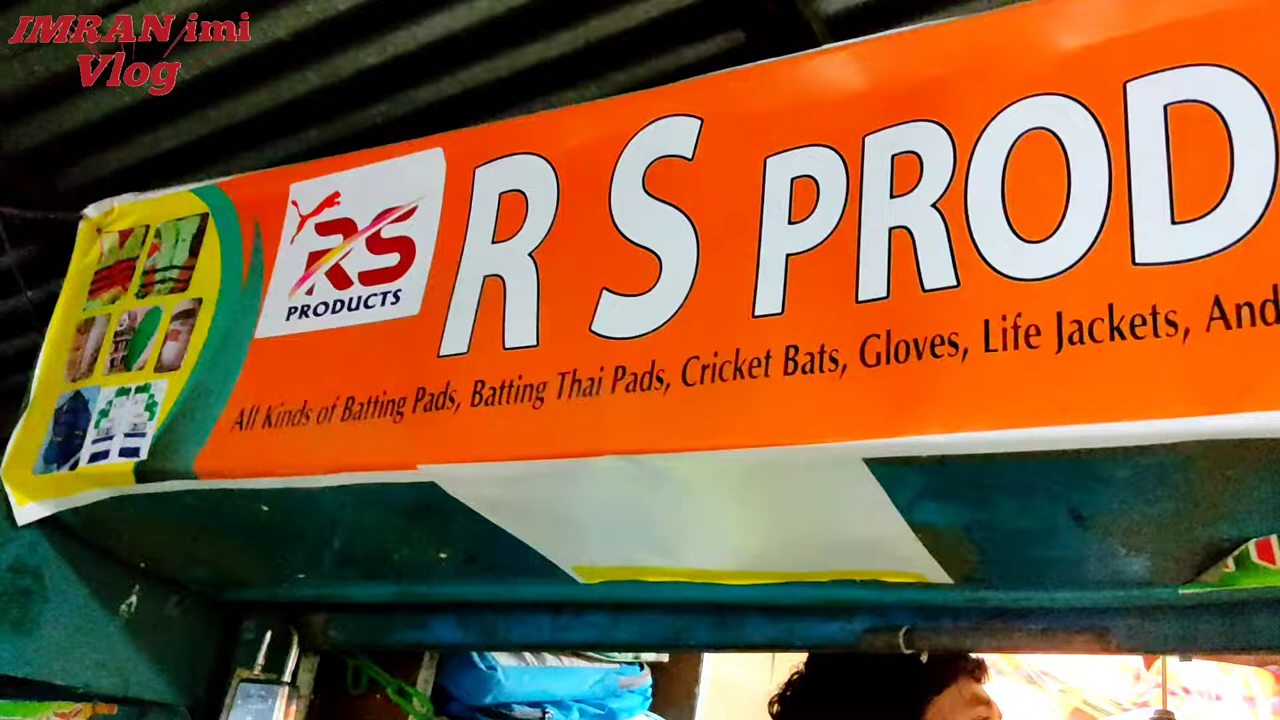 IMRAN imi
Vlog
RS
PRODUCTS
R S PROD
All Kinds of Batting Pads, Batting Thai Pads, Cricket Bats, Gloves, Life Jackets, And